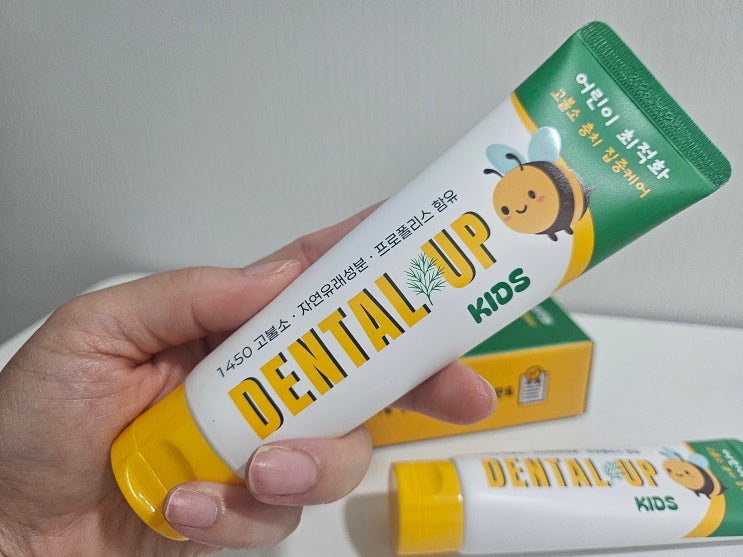 어린이 최적화
고불소 충치 집중케어
1450 고불소 · 자연유래성분 · 프로폴리스 함유
DENTAL UP
KIDS
DENTAL UP
KIDS